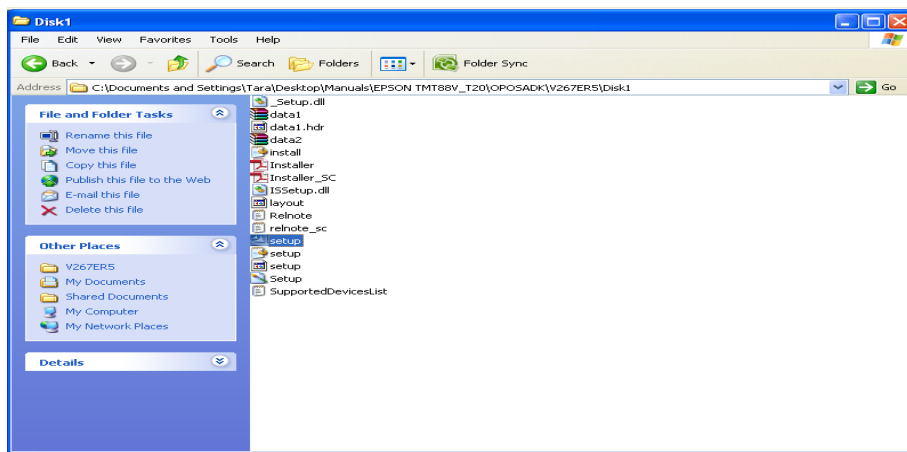 Disk1
File Edit View Favorites Tools Help
Back Search Folders Folder Sync
Address C:\Documents and Settings\Tara\Desktop\Manuals\EPSON TMT88V_T20\OPOSADK\V267ER5\Disk1 Go
File and Folder Tasks
Rename this file
Move this file
Copy this file
Publish this file to the Web
E-mail this file
Delete this file
Other Places
V267ER5
My Documents
Shared Documents
My Computer
My Network Places
Details
_Setup.dll
data1
data1.hdr
data2
install
Installer
Installer_SC
ISSetup.dll
layout
Relnote
relnote_sc
setup
setup
setup
Setup
SupportedDevicesList